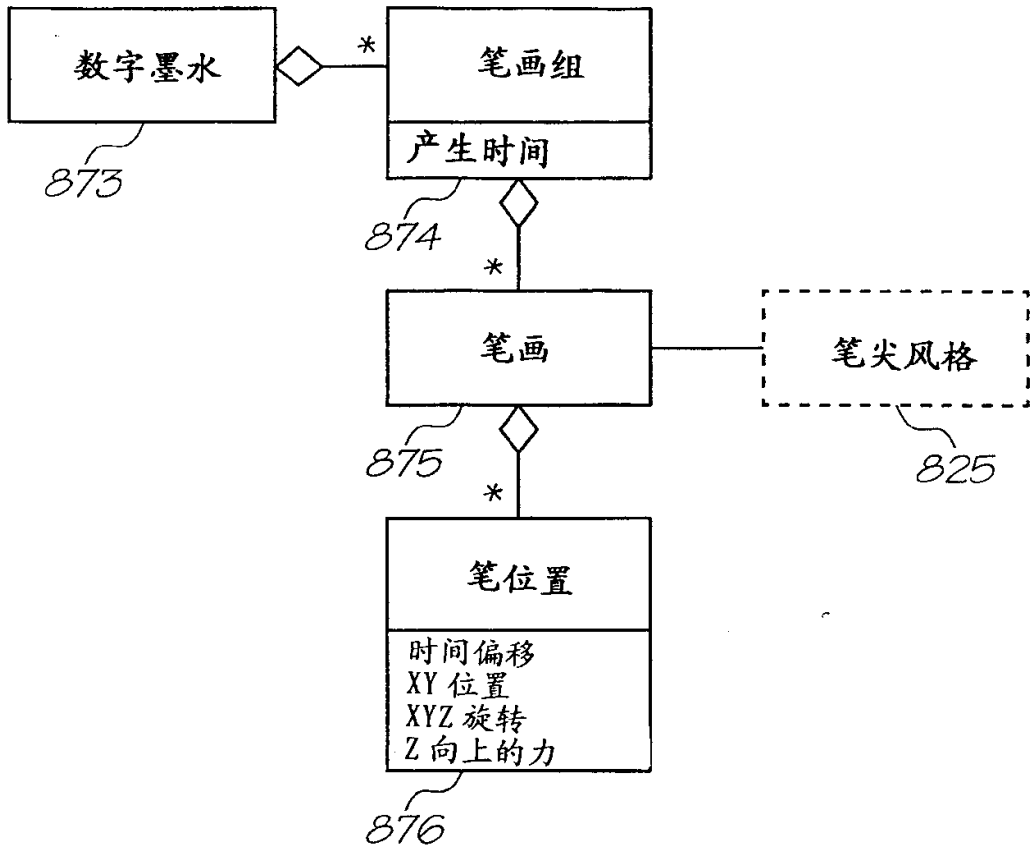 数字墨水
*
笔画组
产生时间
873
874
*
笔画
笔尖风格
875
825
*
笔位置
时间偏移
XY 位置
XYZ 旋转
Z 向上的力
876